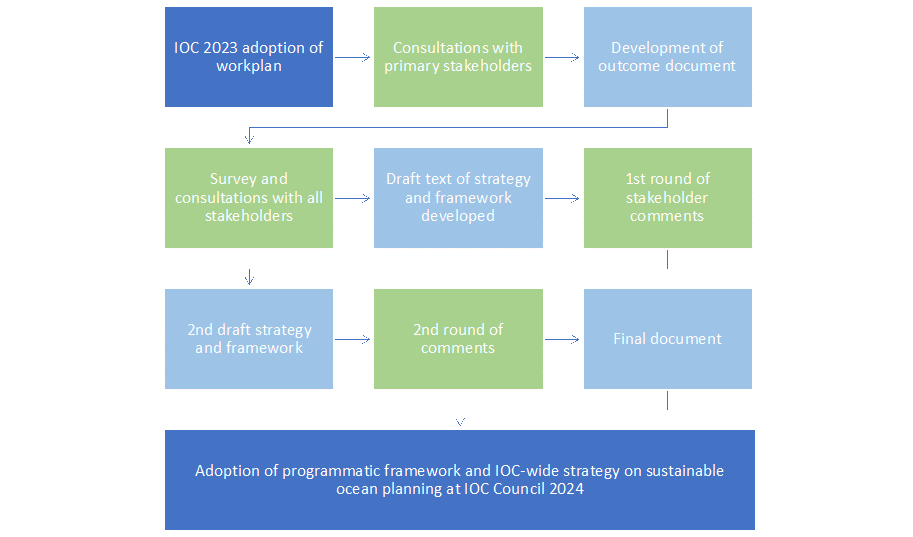 IOC 2023 adoption of
workplan
Consultations with
primary stakeholders
Development of
outcome document
Survey and
consultations with all
stakeholders
Draft text of strategy
and framework
developed
1st round of
stakeholder
comments
2nd draft strategy
and framework
2nd round of
comments
Final document
Adoption of programmatic framework and IOC-wide strategy on sustainable
ocean planning at IOC Council 2024